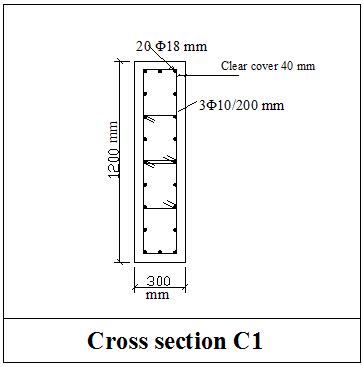 20 Φ18 mm
Clear cover 40 mm
3Φ10/200 mm
1200 mm
300
mm
Cross section C1